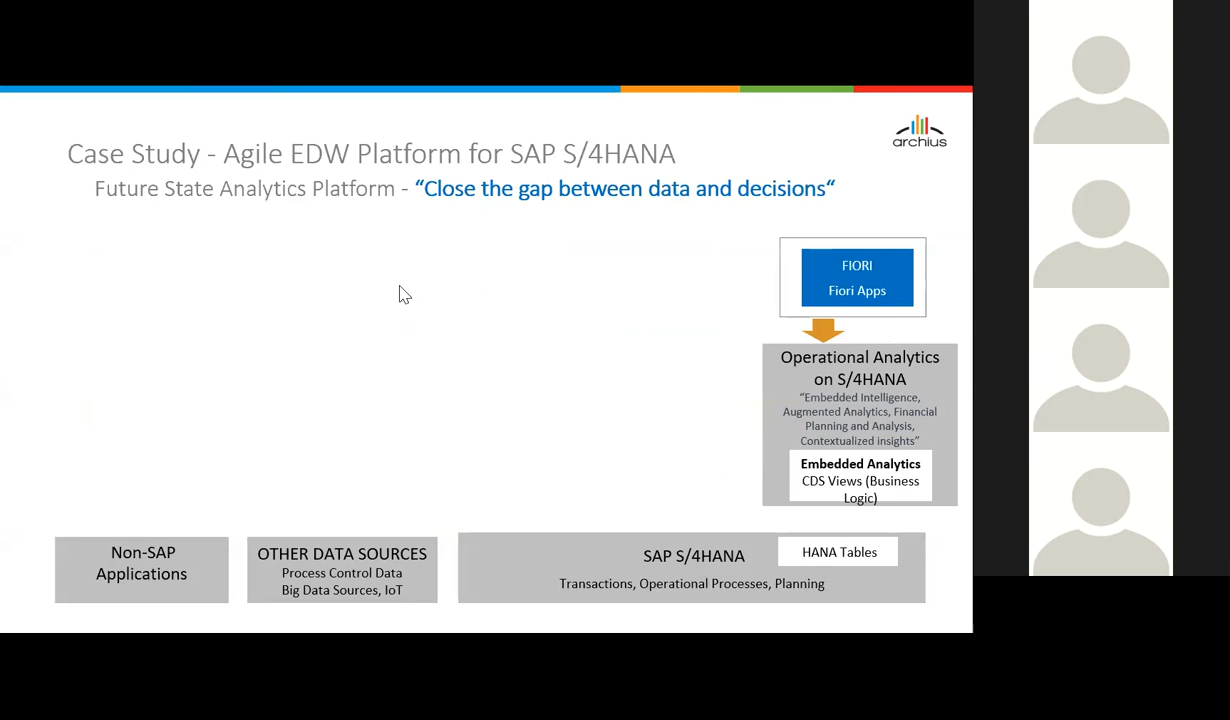 archius
Case Study - Agile EDW Platform for SAP S/4HANA
Future State Analytics Platform - “Close the gap between data and decisions“
FIORI
Fiori Apps
Operational Analytics
on S/4HANA
“Embedded Intelligence,
Augmented Analytics, Financial
Planning and Analysis,
Contextualized insights”
Embedded Analytics
CDS Views (Business
Logic)
Non-SAP
Applications
OTHER DATA SOURCES
Process Control Data
Big Data Sources, IoT
SAP S/4HANA
HANA Tables
Transactions, Operational Processes, Planning